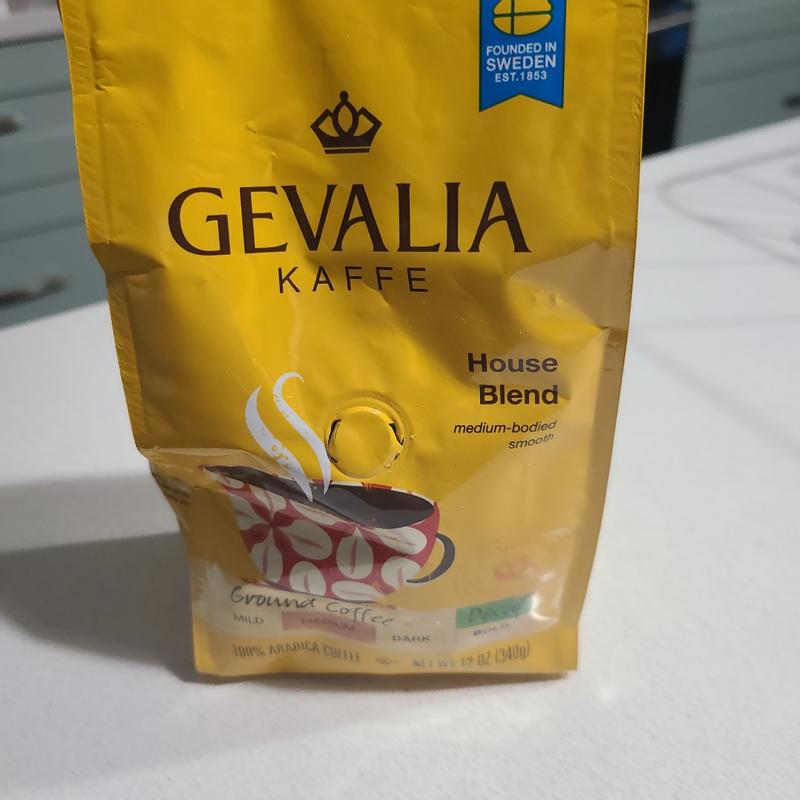 FOUNDED IN
SWEDEN
EST.1853
GEVALIA
KAFFE
House
Blend
medium-bodied
smooth
Ground Coffee
Decaf
MILD MEDIUM DARK BOLD
100% ARABICA COFFEE NET WT 12 OZ (340g)